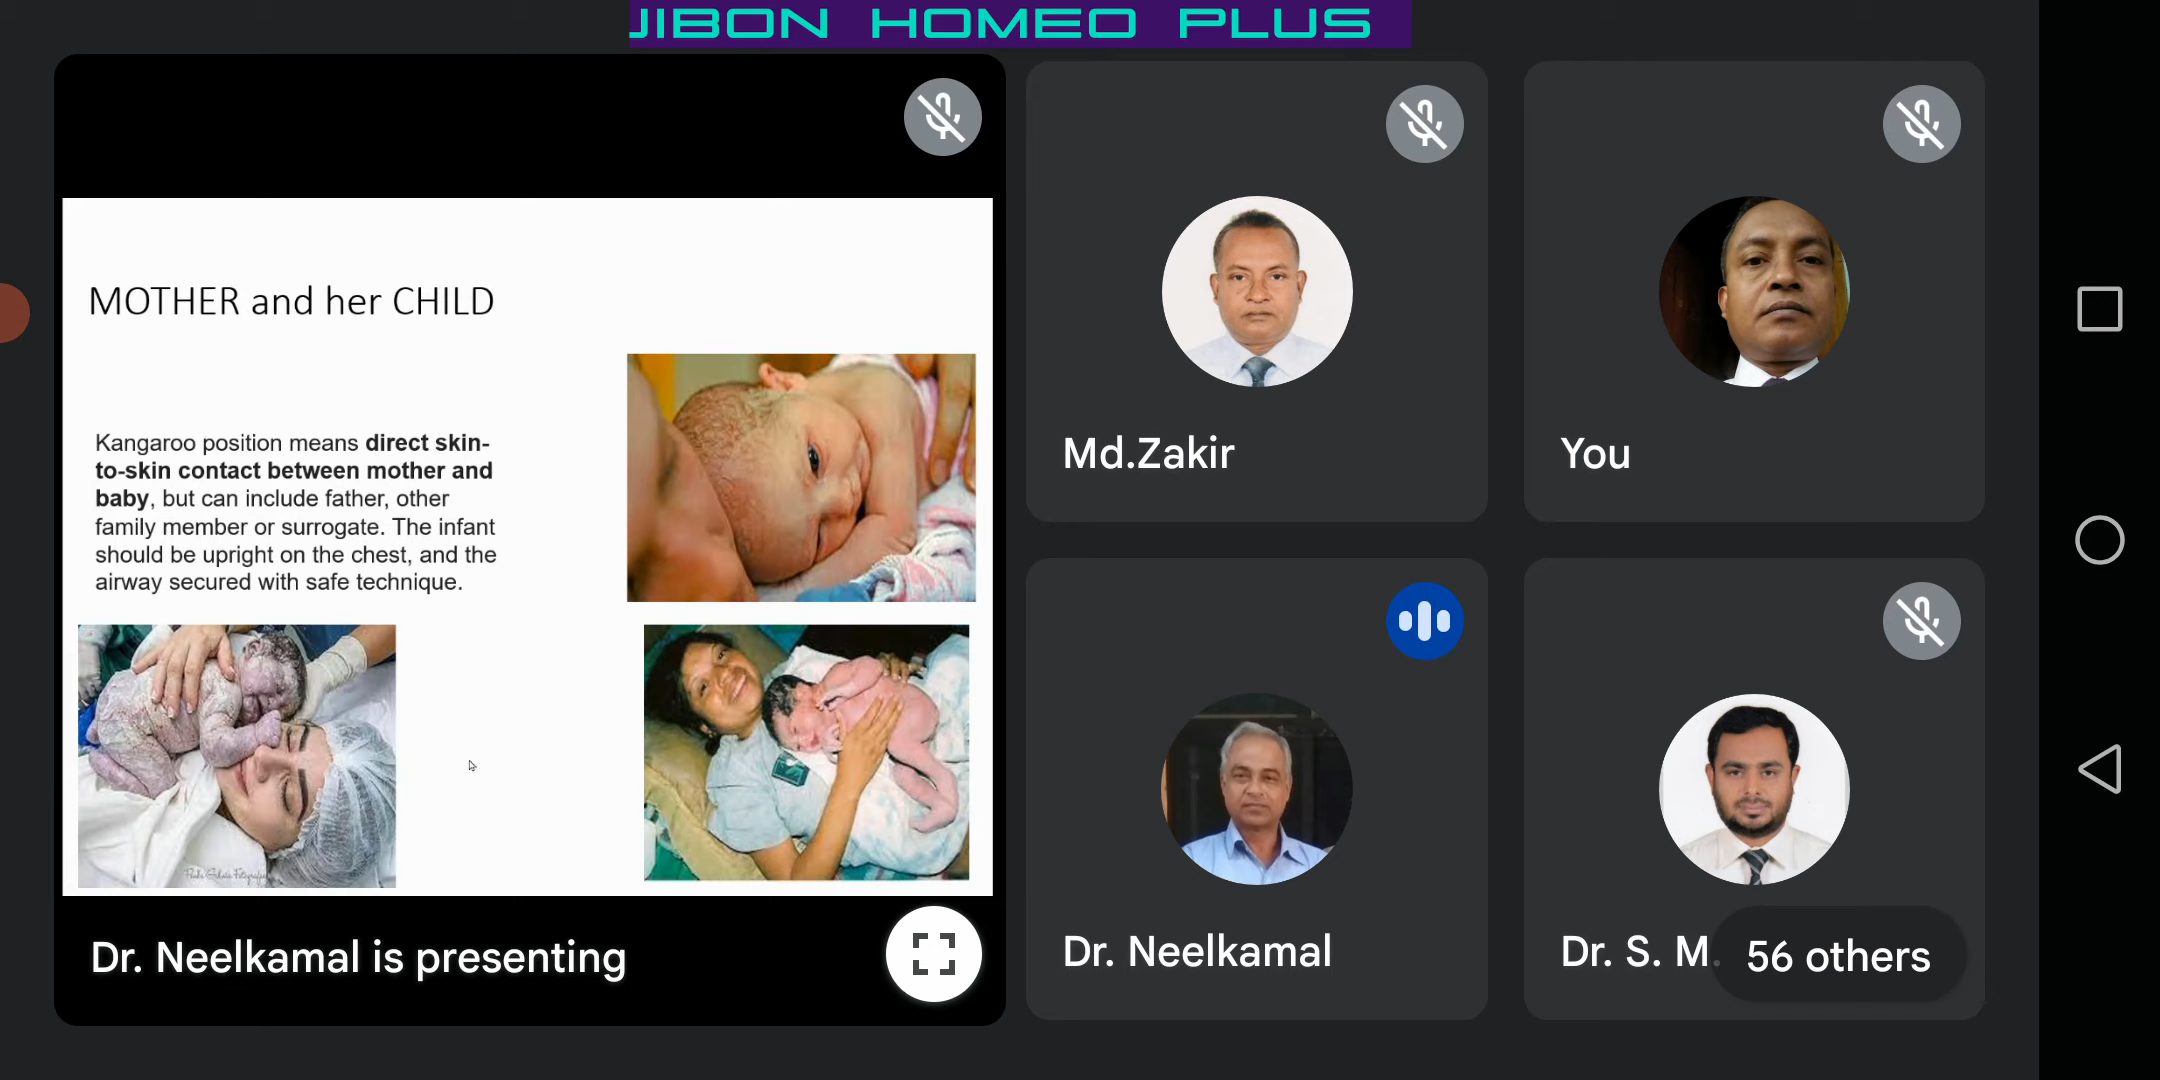 JIBON HOMEO PLUS
MOTHER and her CHILD
Kangaroo position means direct skin-
to-skin contact between mother and
baby, but can include father, other
family member or surrogate. The infant
should be upright on the chest, and the
airway secured with safe technique.
Dr. Neelkamal is presenting
Md.Zakir
You
Dr. Neelkamal
Dr. S. M.
56 others